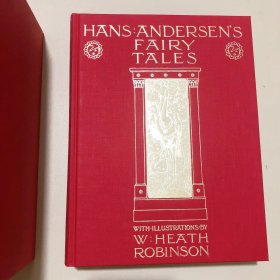 HANS:ANDERSEN'S
FAIRY
TALES
WITH·ILLUSTRATIONS·BY
W:HEATH
ROBINSON